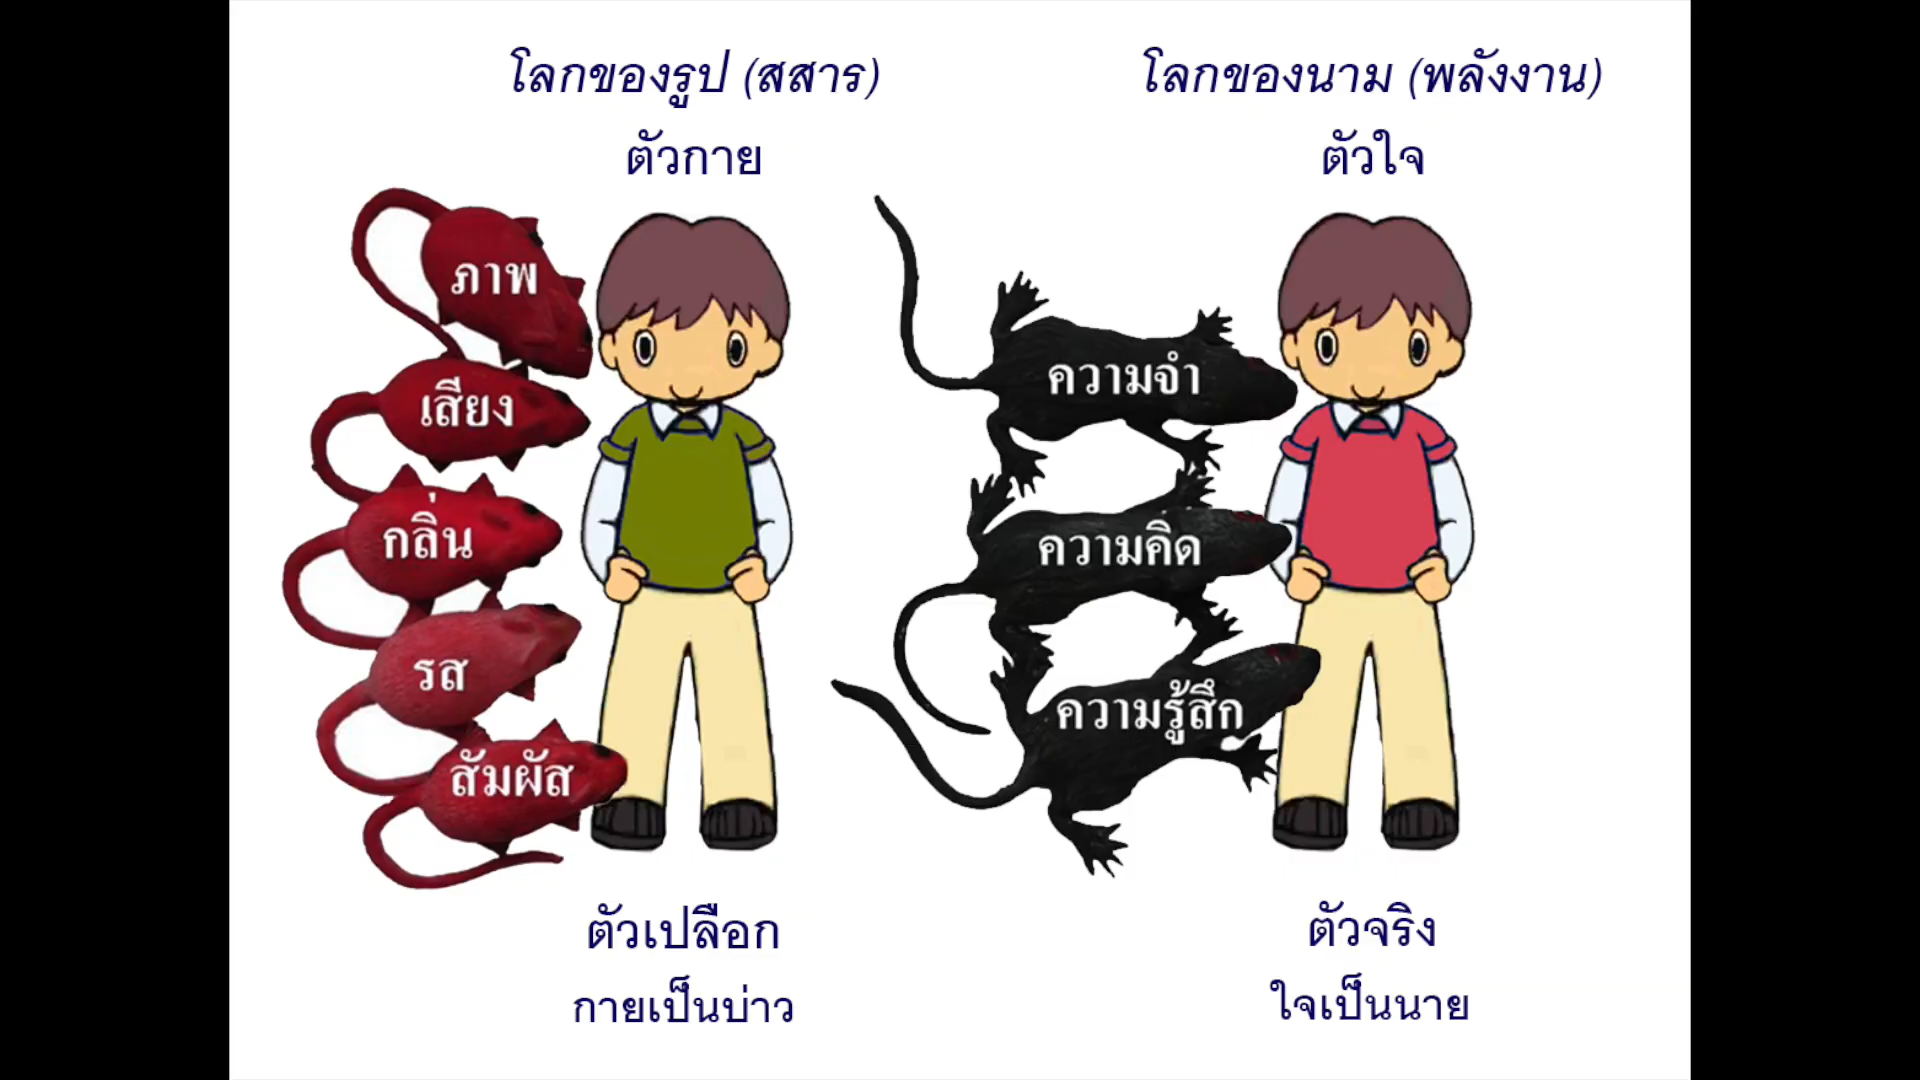 โลกของรูป (สสาร)
ตัวกาย
ภาพ
เสียง
กลิ่น
รส
สัมผัส
ตัวเปลือก
กายเป็นบ่าว
โลกของนาม (พลังงาน)
ตัวใจ
ความจำ
ความคิด
ความรู้สึก
ตัวจริง
ใจเป็นนาย